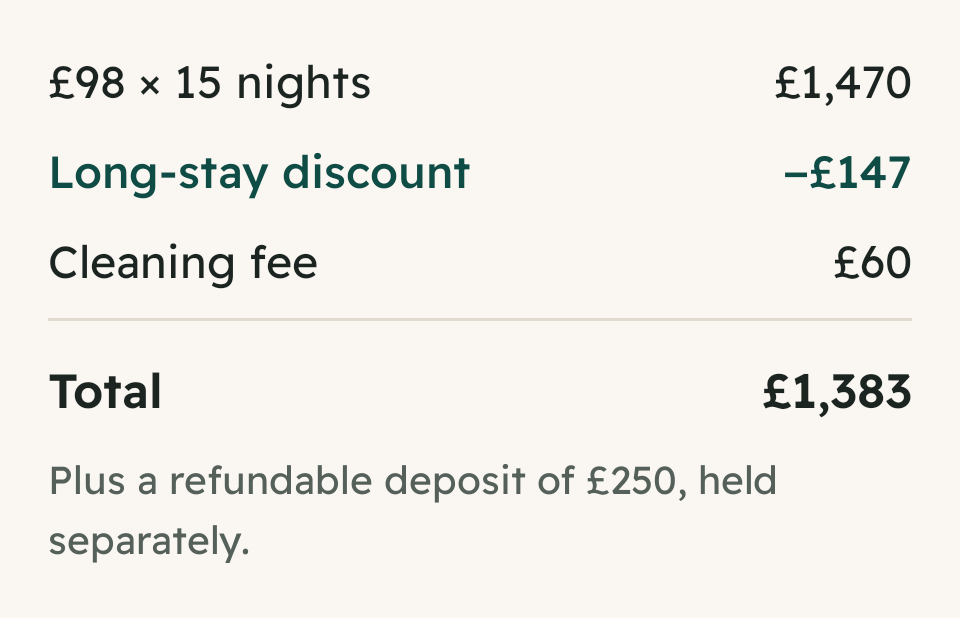 £98 × 15 nights £1,470
Long-stay discount −£147
Cleaning fee £60
Total £1,383
Plus a refundable deposit of £250, held
separately.